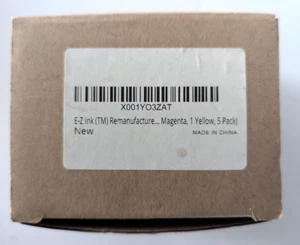 X001YO3ZAT
E-Z Ink (TM) Remanufacture... Magenta, 1 Yellow, 5 Pack)
New
MADE IN CHINA